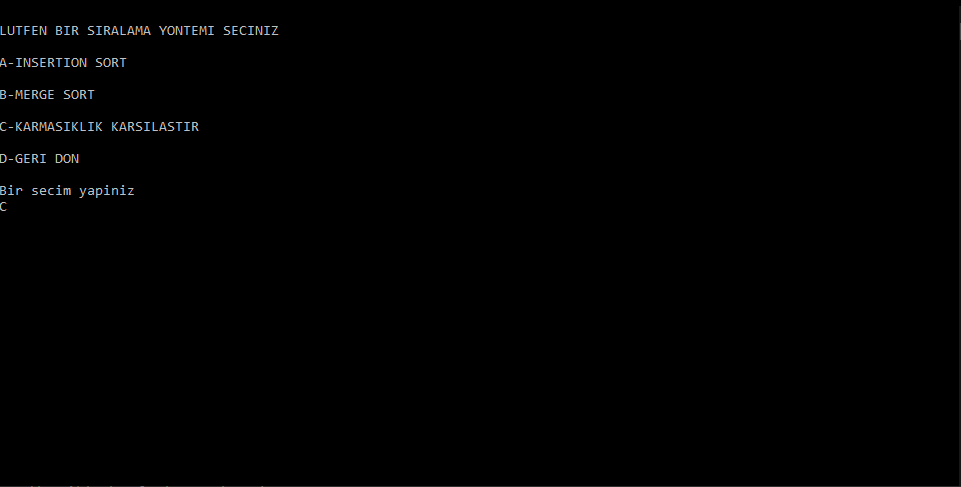 LUTFEN BIR SIRALAMA YONTEMI SECINIZ
A-INSERTION SORT
B-MERGE SORT
C-KARMASIKLIK KARSILASTIR
D-GERI DON
Bir secim yapiniz
C